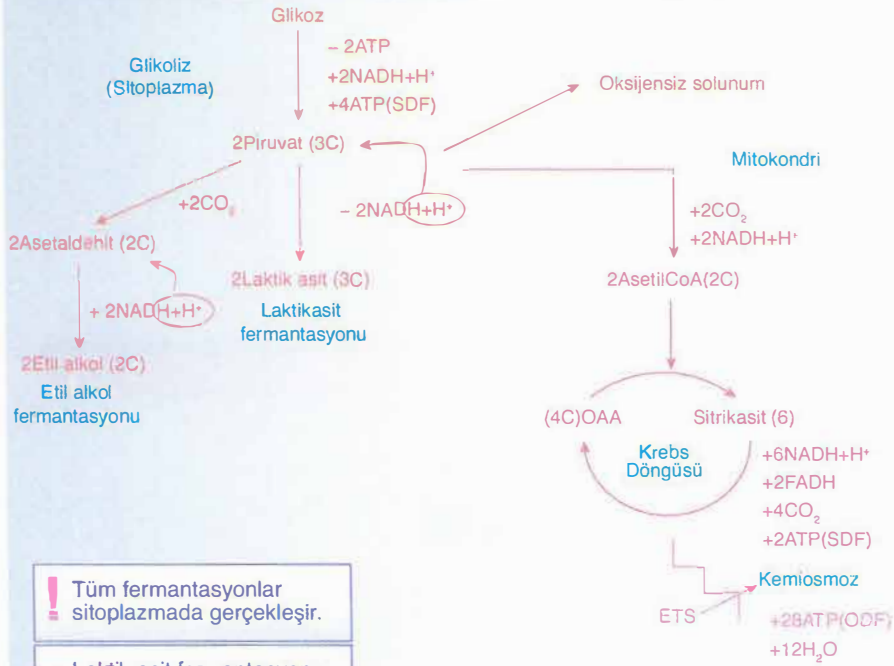 Glikoz
– 2ATP
+2NADH+H⁺
+4ATP(SDF)
Glikoliz
(Sitoplazma)
Oksijensiz solunum
2Piruvat (3C)
Mitokondri
+2CO₂
– 2NADH+H⁺
+2CO₂
+2NADH+H⁺
2Asetaldehit (2C)
2Laktik asit (3C)
2AsetilCoA(2C)
+ 2NADH+H⁺
Laktikasit
fermantasyonu
2Etil alkol (2C)
Etil alkol
fermantasyonu
(4C)OAA
Sitrikasit (6)
Krebs
Döngüsü
+6NADH+H⁺
+2FADH
+4CO₂
+2ATP(SDF)
Kemiosmoz
ETS
+28ATP(ODF)
+12H₂O
! Tüm fermantasyonlar
sitoplazmada gerçekleşir.